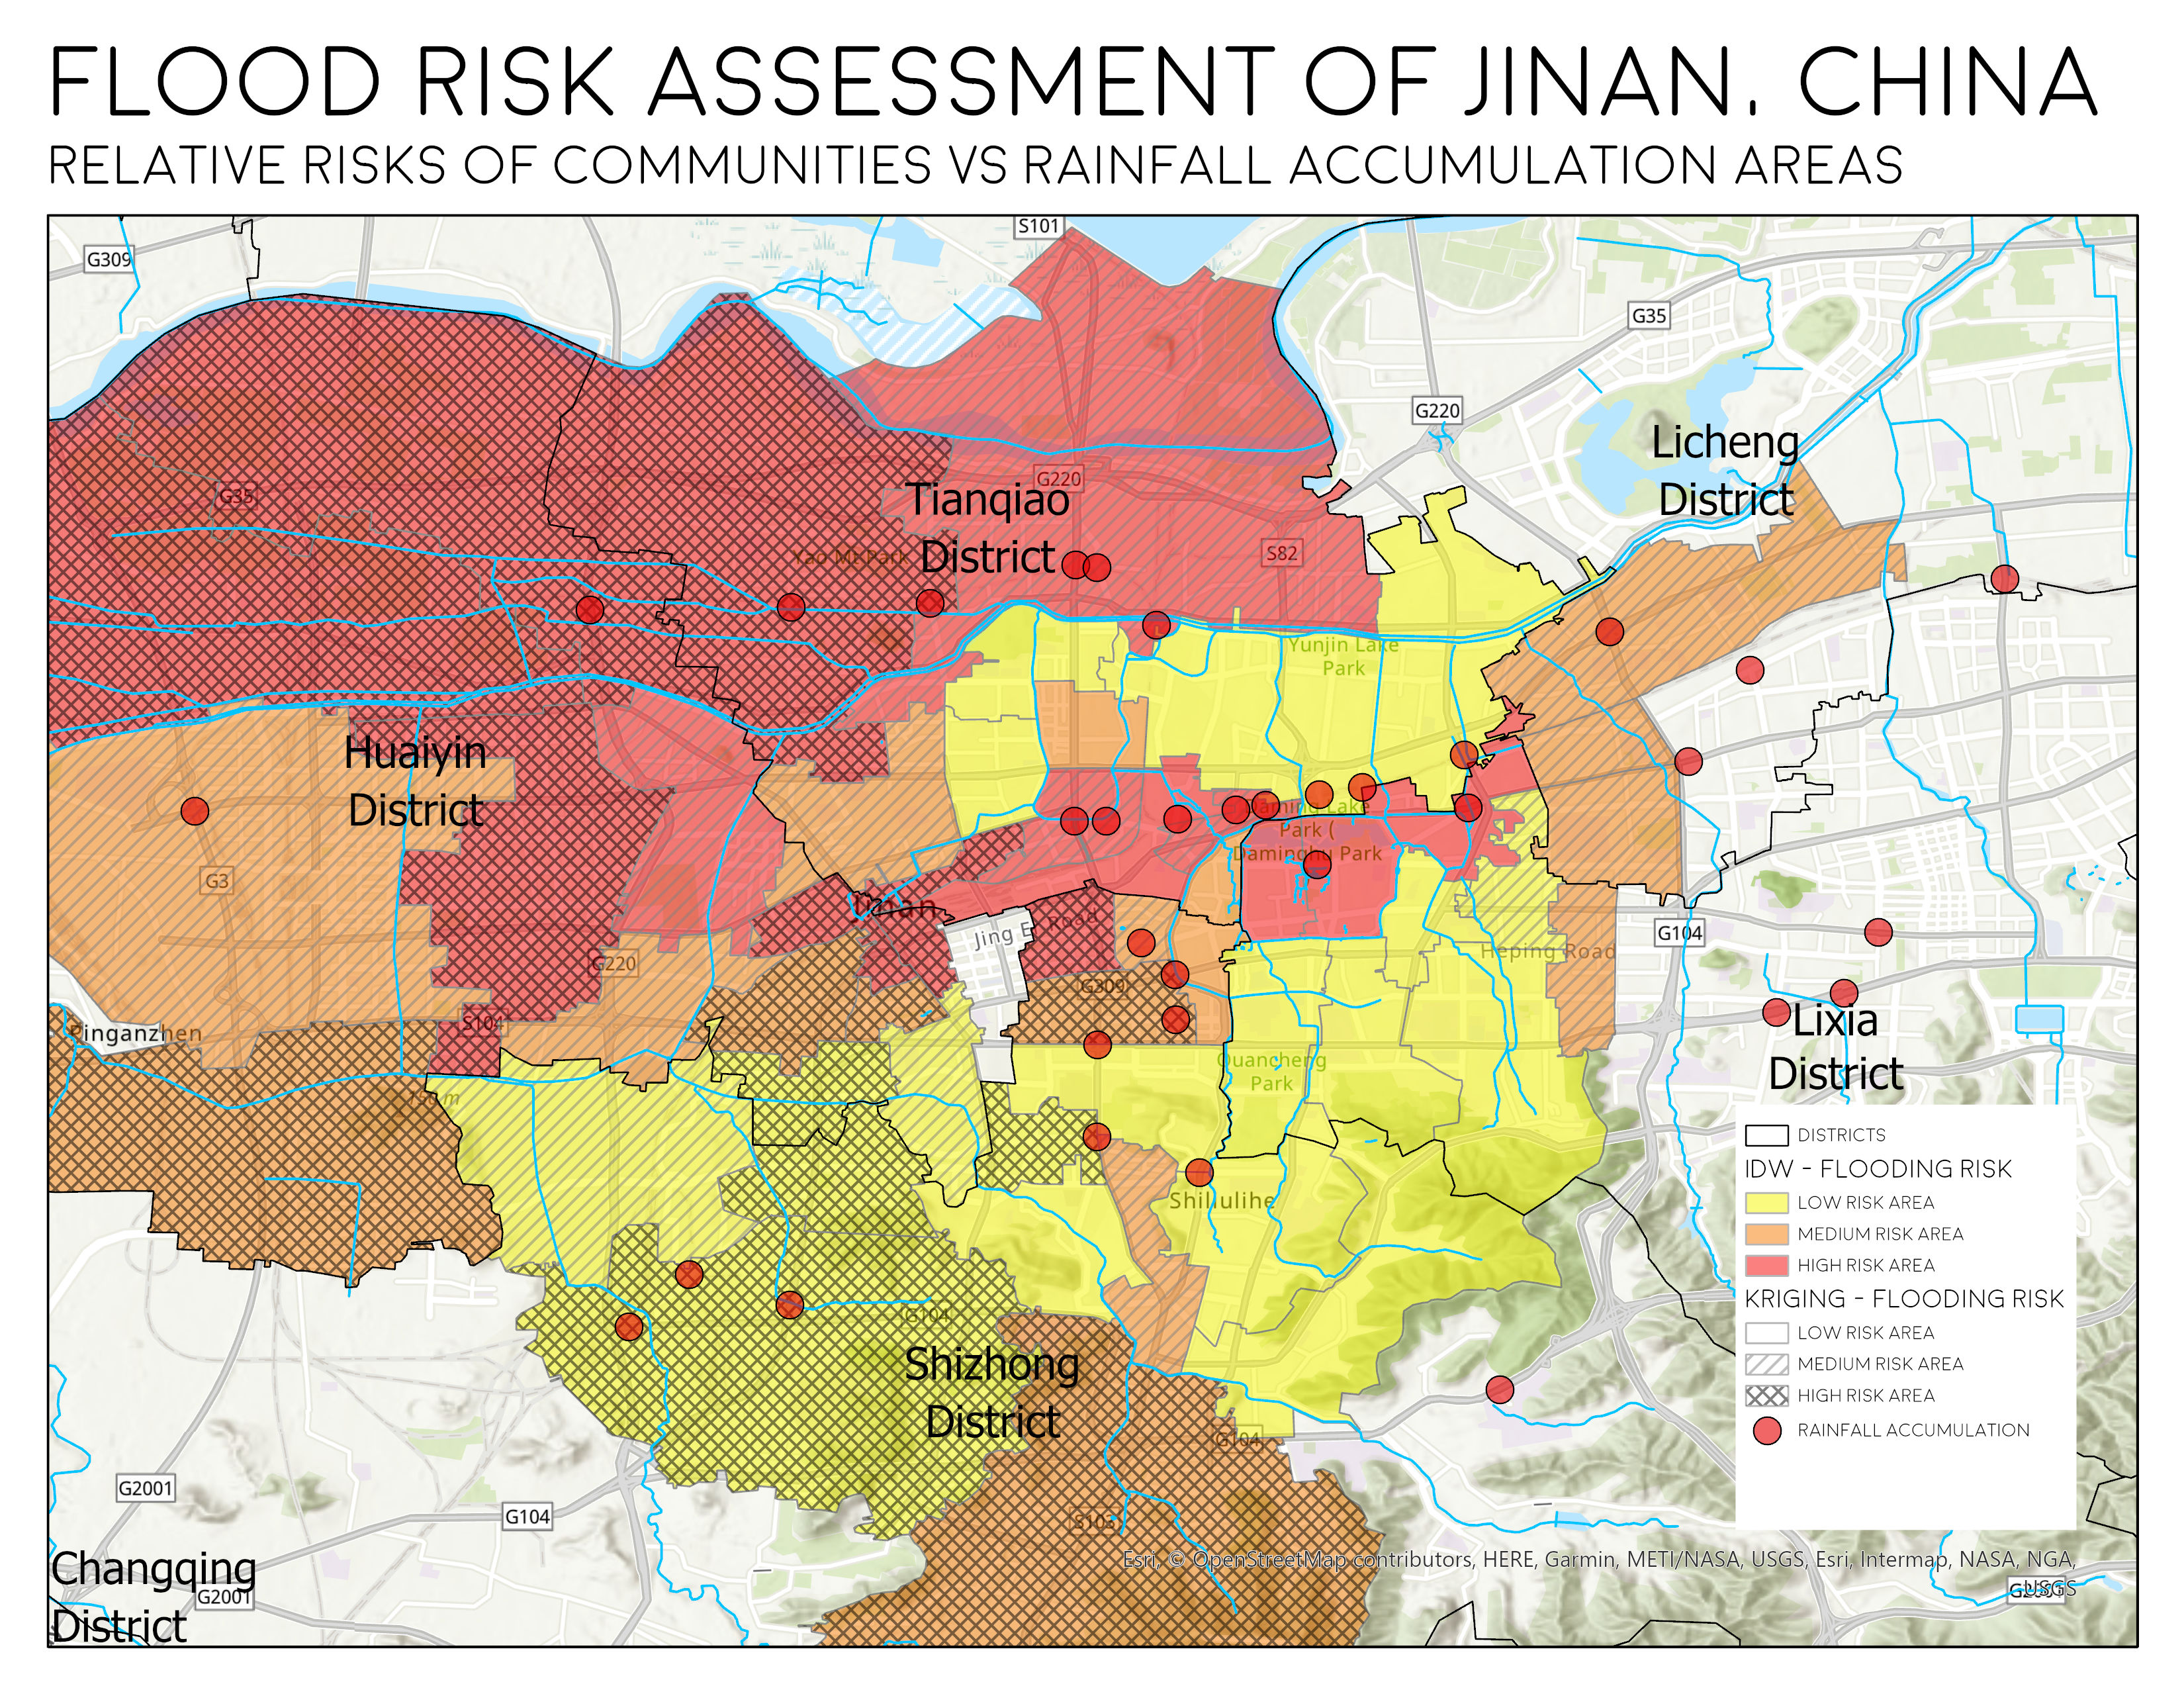 FLOOD RISK ASSESSMENT OF JINAN, CHINA
RELATIVE RISKS OF COMMUNITIES VS RAINFALL ACCUMULATION AREAS
S101
G309
G35
G220
Licheng
District
G35
G220
Tianqiao
District
S82
Yao Mt Park
Yunjin Lake
Park
Huaiyin
District
Daming Lake
Park (
Daminghu Park
G3
Jinan
Jing E Road
G104
Heping Road
G220
G309
S104
Pinganzhen
Lixia
District
Quancheng
Park
Shilulihe
DISTRICTS
IDW - FLOODING RISK
LOW RISK AREA
MEDIUM RISK AREA
HIGH RISK AREA
KRIGING - FLOODING RISK
LOW RISK AREA
MEDIUM RISK AREA
HIGH RISK AREA
RAINFALL ACCUMULATION
G104
Shizhong
District
G104
G2001
G104
S103
Changqing
District
G2001
Esri, © OpenStreetMap contributors, HERE, Garmin, METI/NASA, USGS, Esri, Intermap, NASA, NGA,
USGS